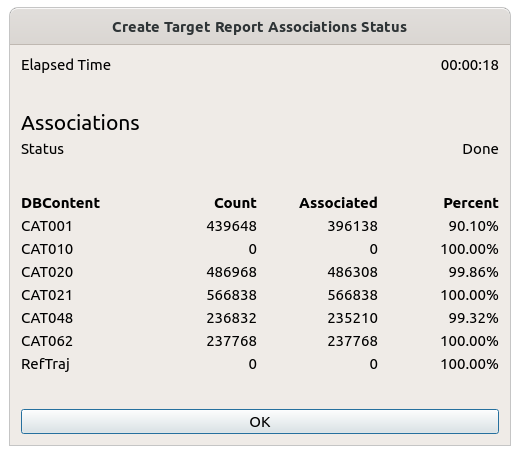 Create Target Report Associations Status
Elapsed Time 00:00:18
Associations
Status Done
DBContent Count Associated Percent
CAT001 439648 396138 90.10%
CAT010 0 0 100.00%
CAT020 486968 486308 99.86%
CAT021 566838 566838 100.00%
CAT048 236832 235210 99.32%
CAT062 237768 237768 100.00%
RefTraj 0 0 100.00%
OK